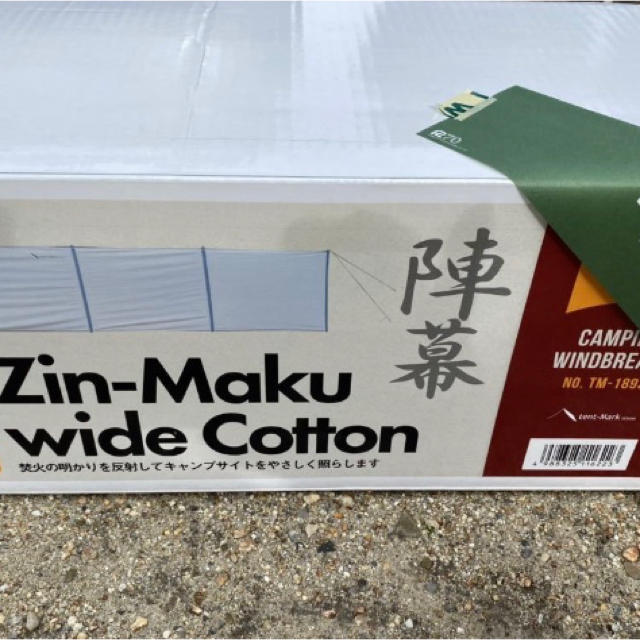 陣幕
Zin-Maku
wide Cotton
焚火の明かりを反射してキャンプサイトをやさしく照らします
NO. TM-189
tent-Mark